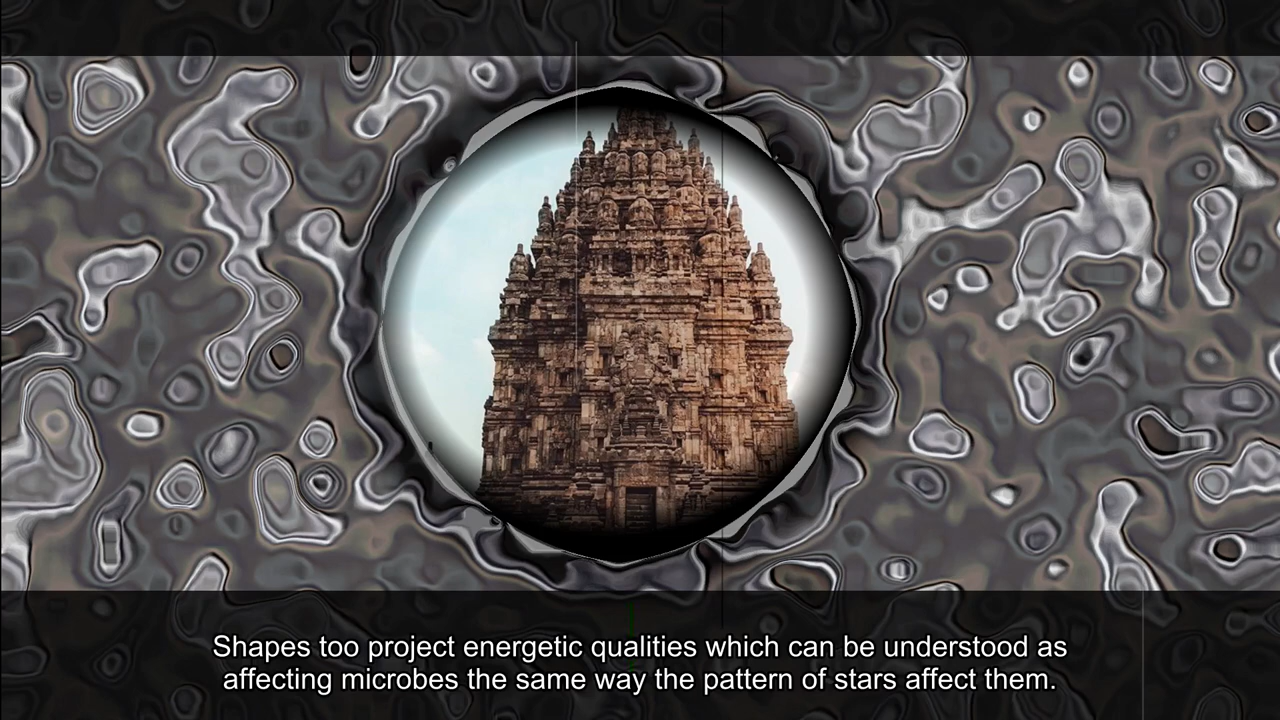 Shapes too project energetic qualities which can be understood as
affecting microbes the same way the pattern of stars affect them.